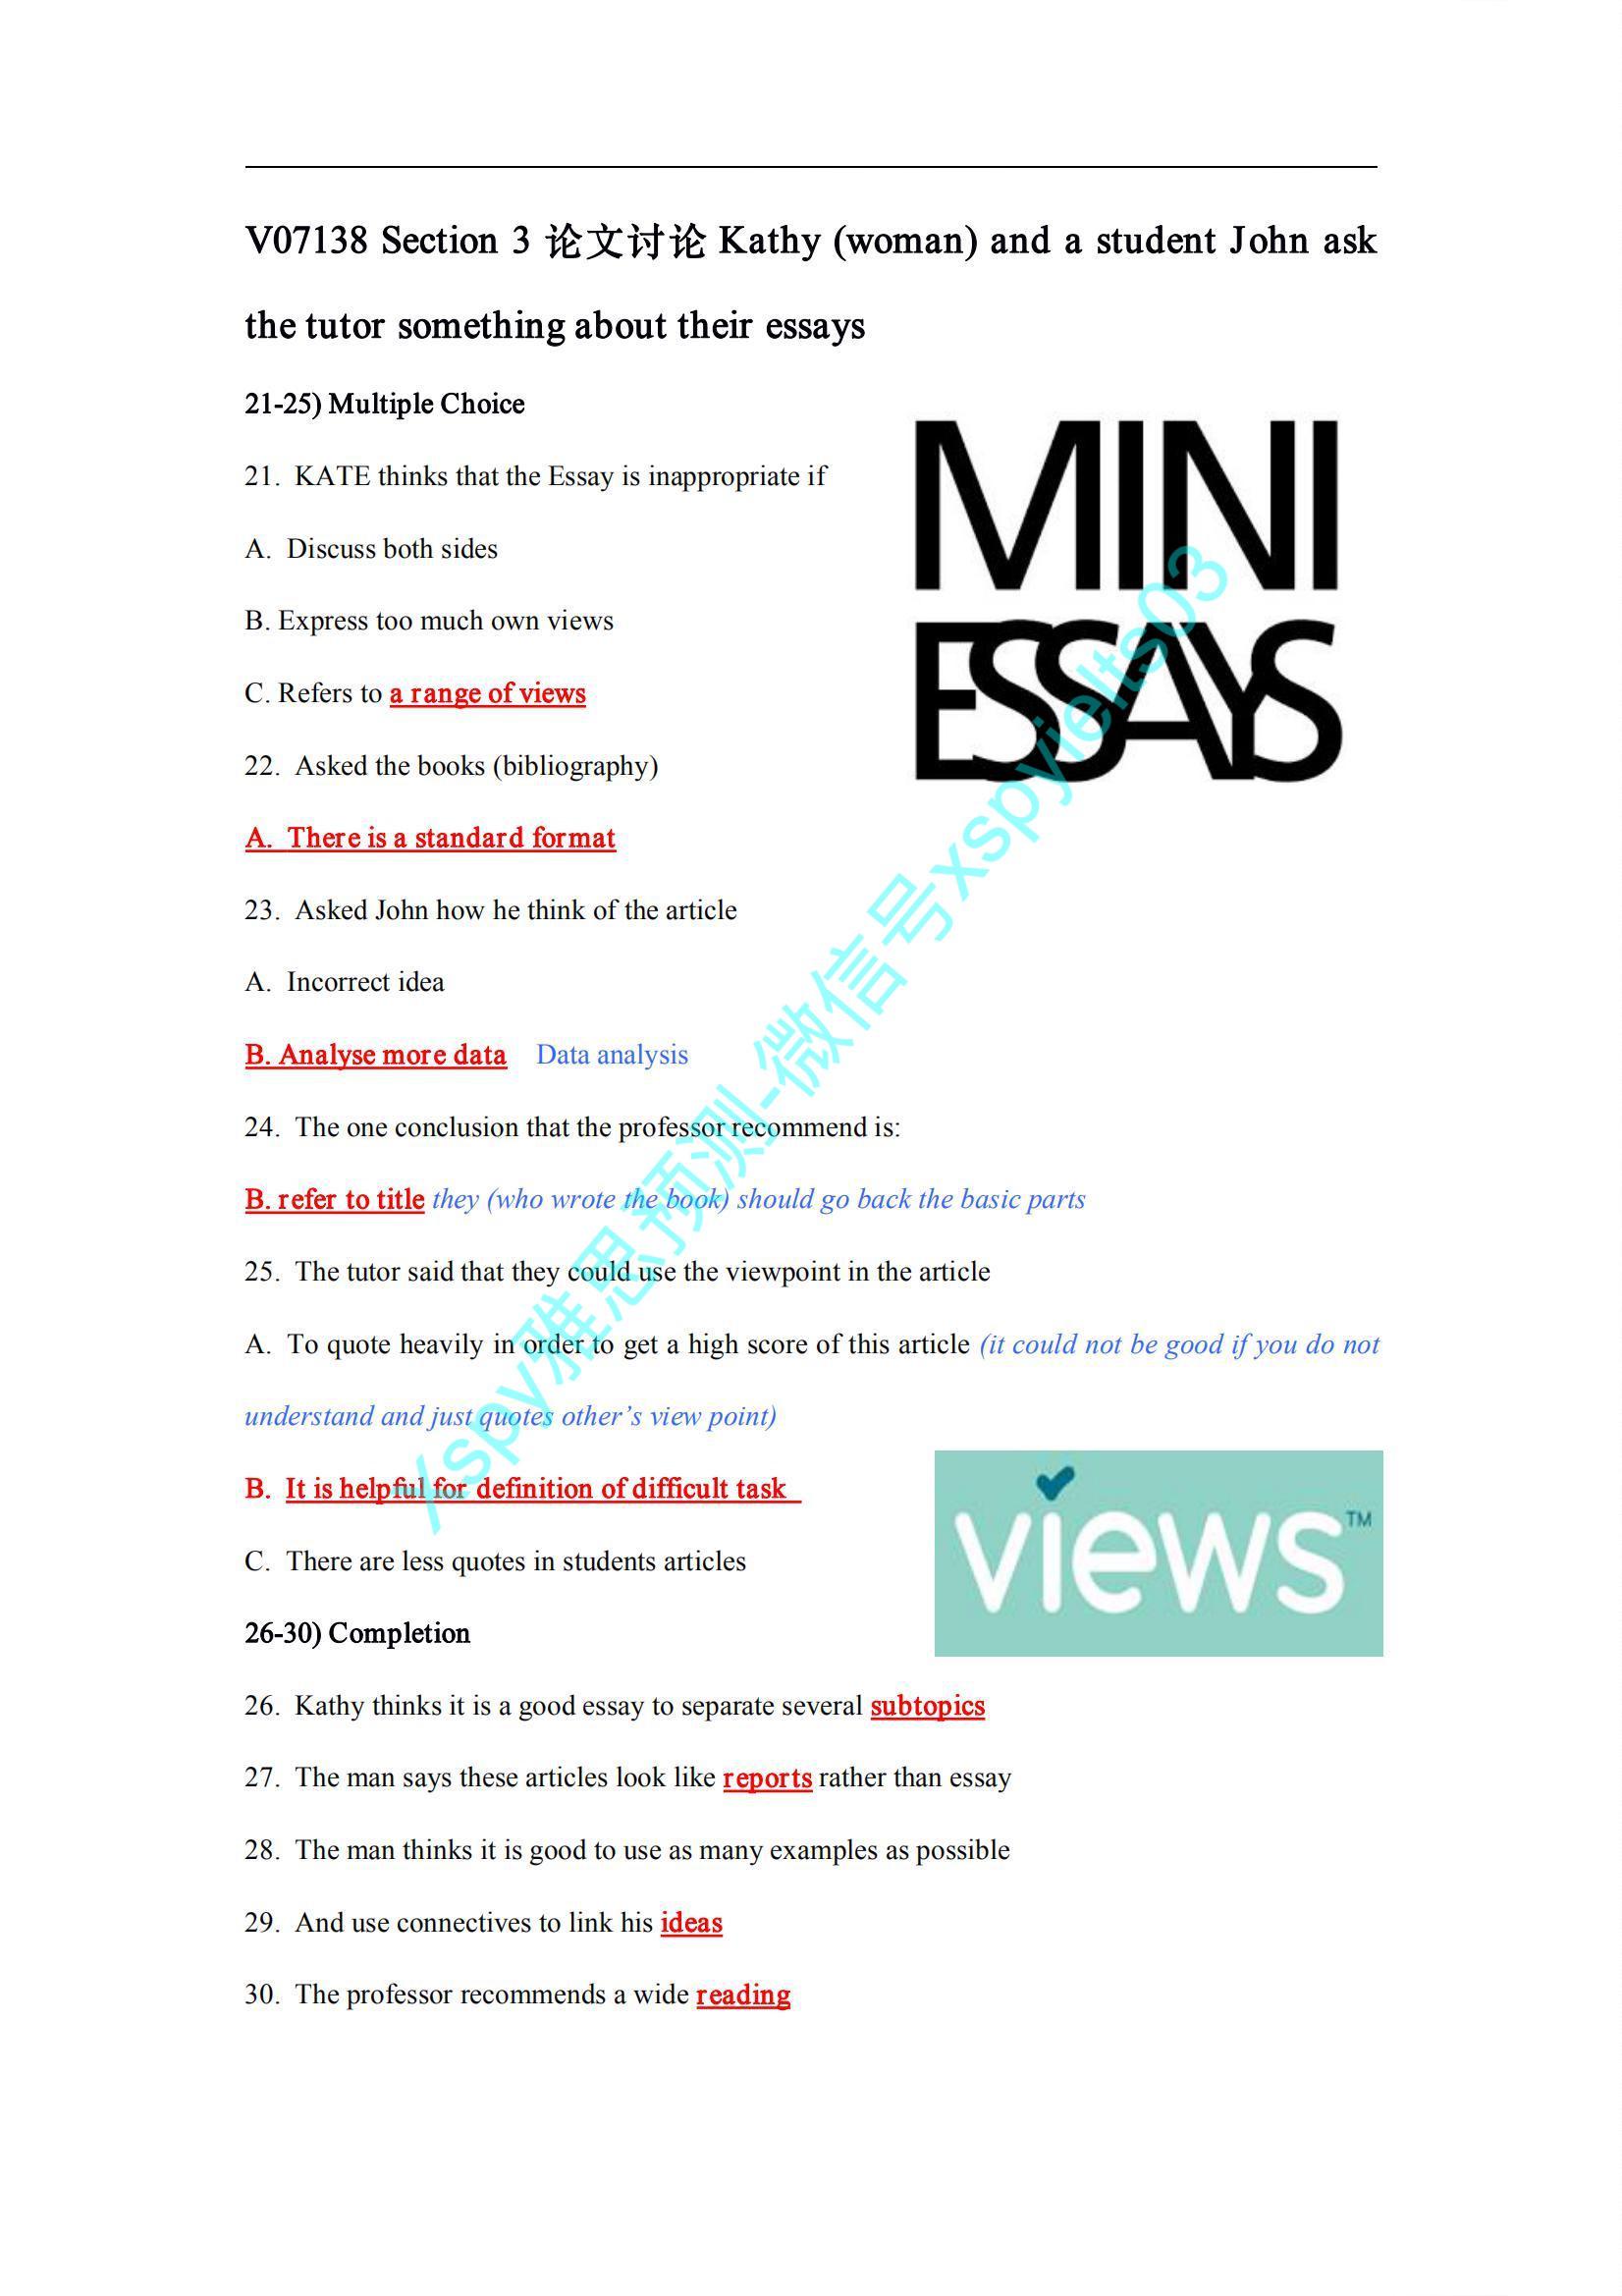 V07138 Section 3 论文讨论 Kathy (woman) and a student John ask
the tutor something about their essays
21-25) Multiple Choice
MINI
ESSAYS
21. KATE thinks that the Essay is inappropriate if
A. Discuss both sides
B. Express too much own views
C. Refers to a range of views
22. Asked the books (bibliography)
A. There is a standard format
23. Asked John how he think of the article
A. Incorrect idea
B. Analyse more data Data analysis
24. The one conclusion that the professor recommend is:
B. refer to title they (who wrote the book) should go back the basic parts
25. The tutor said that they could use the viewpoint in the article
A. To quote heavily in order to get a high score of this article (it could not be good if you do not
understand and just quotes other’s view point)
B. It is helpful for definition of difficult task
C. There are less quotes in students articles
views™
26-30) Completion
26. Kathy thinks it is a good essay to separate several subtopics
27. The man says these articles look like reports rather than essay
28. The man thinks it is good to use as many examples as possible
29. And use connectives to link his ideas
30. The professor recommends a wide reading
Xspy雅思预测-微信号xspyielts03